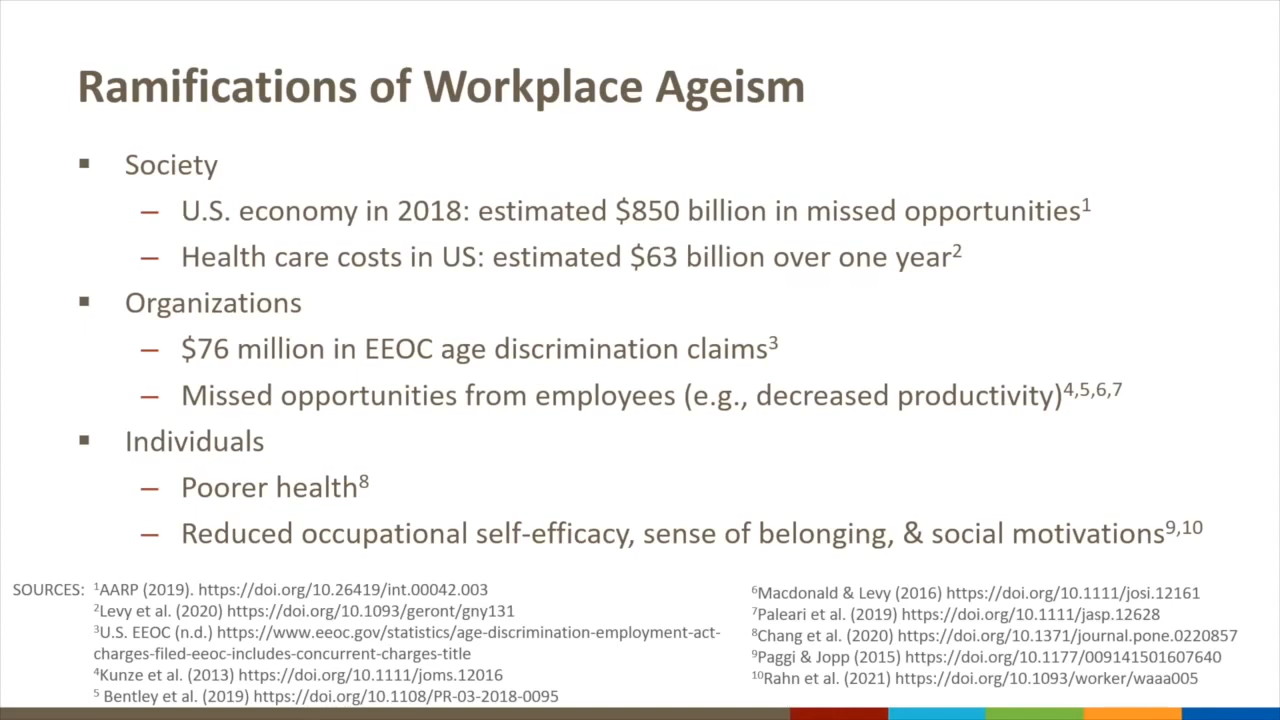 Ramifications of Workplace Ageism
▪ Society
– U.S. economy in 2018: estimated $850 billion in missed opportunities¹
– Health care costs in US: estimated $63 billion over one year²
▪ Organizations
– $76 million in EEOC age discrimination claims³
– Missed opportunities from employees (e.g., decreased productivity)⁴,⁵,⁶,⁷
▪ Individuals
– Poorer health⁸
– Reduced occupational self-efficacy, sense of belonging, & social motivations⁹,¹⁰
SOURCES: ¹AARP (2019). https://doi.org/10.26419/int.00042.003
²Levy et al. (2020) https://doi.org/10.1093/geront/gny131
³U.S. EEOC (n.d.) https://www.eeoc.gov/statistics/age-discrimination-employment-act-
charges-filed-eeoc-includes-concurrent-charges-title
⁴Kunze et al. (2013) https://doi.org/10.1111/joms.12016
⁵ Bentley et al. (2019) https://doi.org/10.1108/PR-03-2018-0095
⁶Macdonald & Levy (2016) https://doi.org/10.1111/josi.12161
⁷Paleari et al. (2019) https://doi.org/10.1111/jasp.12628
⁸Chang et al. (2020) https://doi.org/10.1371/journal.pone.0220857
⁹Paggi & Jopp (2015) https://doi.org/10.1177/009141501607640
¹⁰Rahn et al. (2021) https://doi.org/10.1093/worker/waaa005